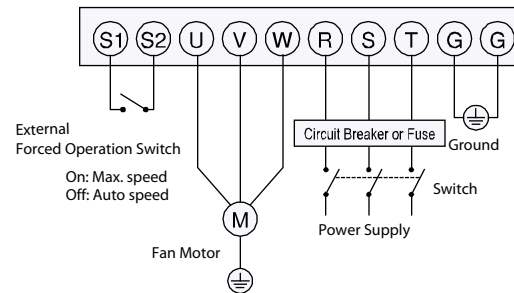 S1 S2 U V W R S T G G
External
Forced Operation Switch
On: Max. speed
Off: Auto speed
Circuit Breaker or Fuse
Ground
Switch
Power Supply
M
Fan Motor